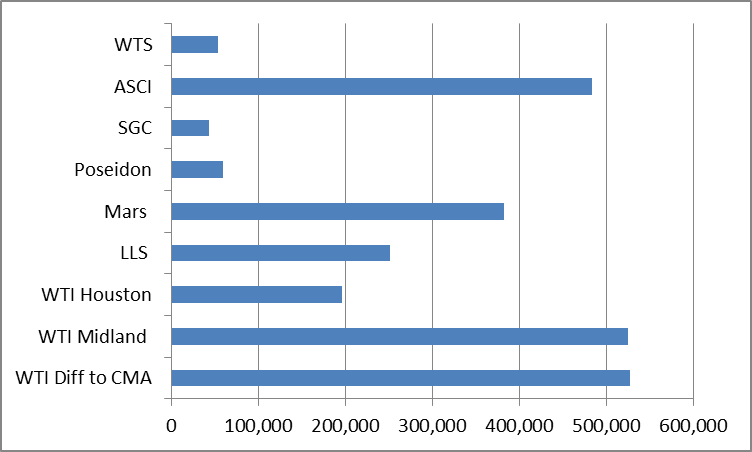 WTS
ASCI
SGC
Poseidon
Mars
LLS
WTI Houston
WTI Midland
WTI Diff to CMA
0 100,000 200,000 300,000 400,000 500,000 600,000